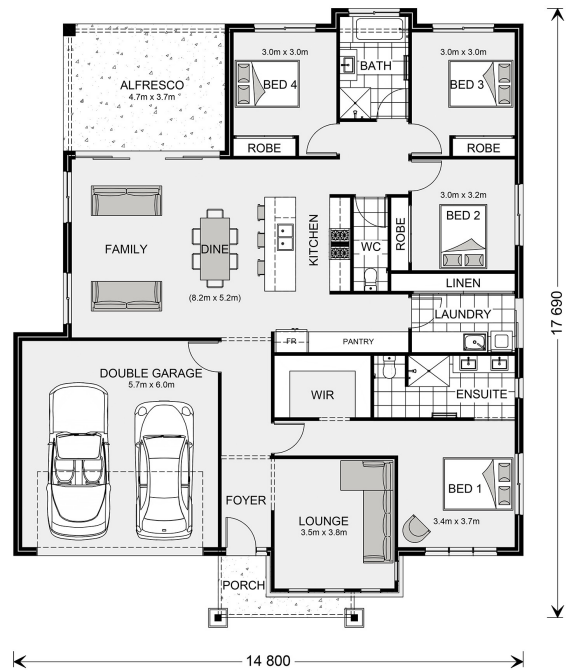 3.0m x 3.0m
BED 4
BATH
3.0m x 3.0m
BED 3
ALFRESCO
4.7m x 3.7m
ROBE
ROBE
3.0m x 3.2m
BED 2
FAMILY
DINE
KITCHEN
WC
ROBE
(8.2m x 5.2m)
LINEN
LAUNDRY
FR
PANTRY
17 690
DOUBLE GARAGE
5.7m x 6.0m
WIR
ENSUITE
BED 1
3.4m x 3.7m
FOYER
LOUNGE
3.5m x 3.8m
PORCH
14 800